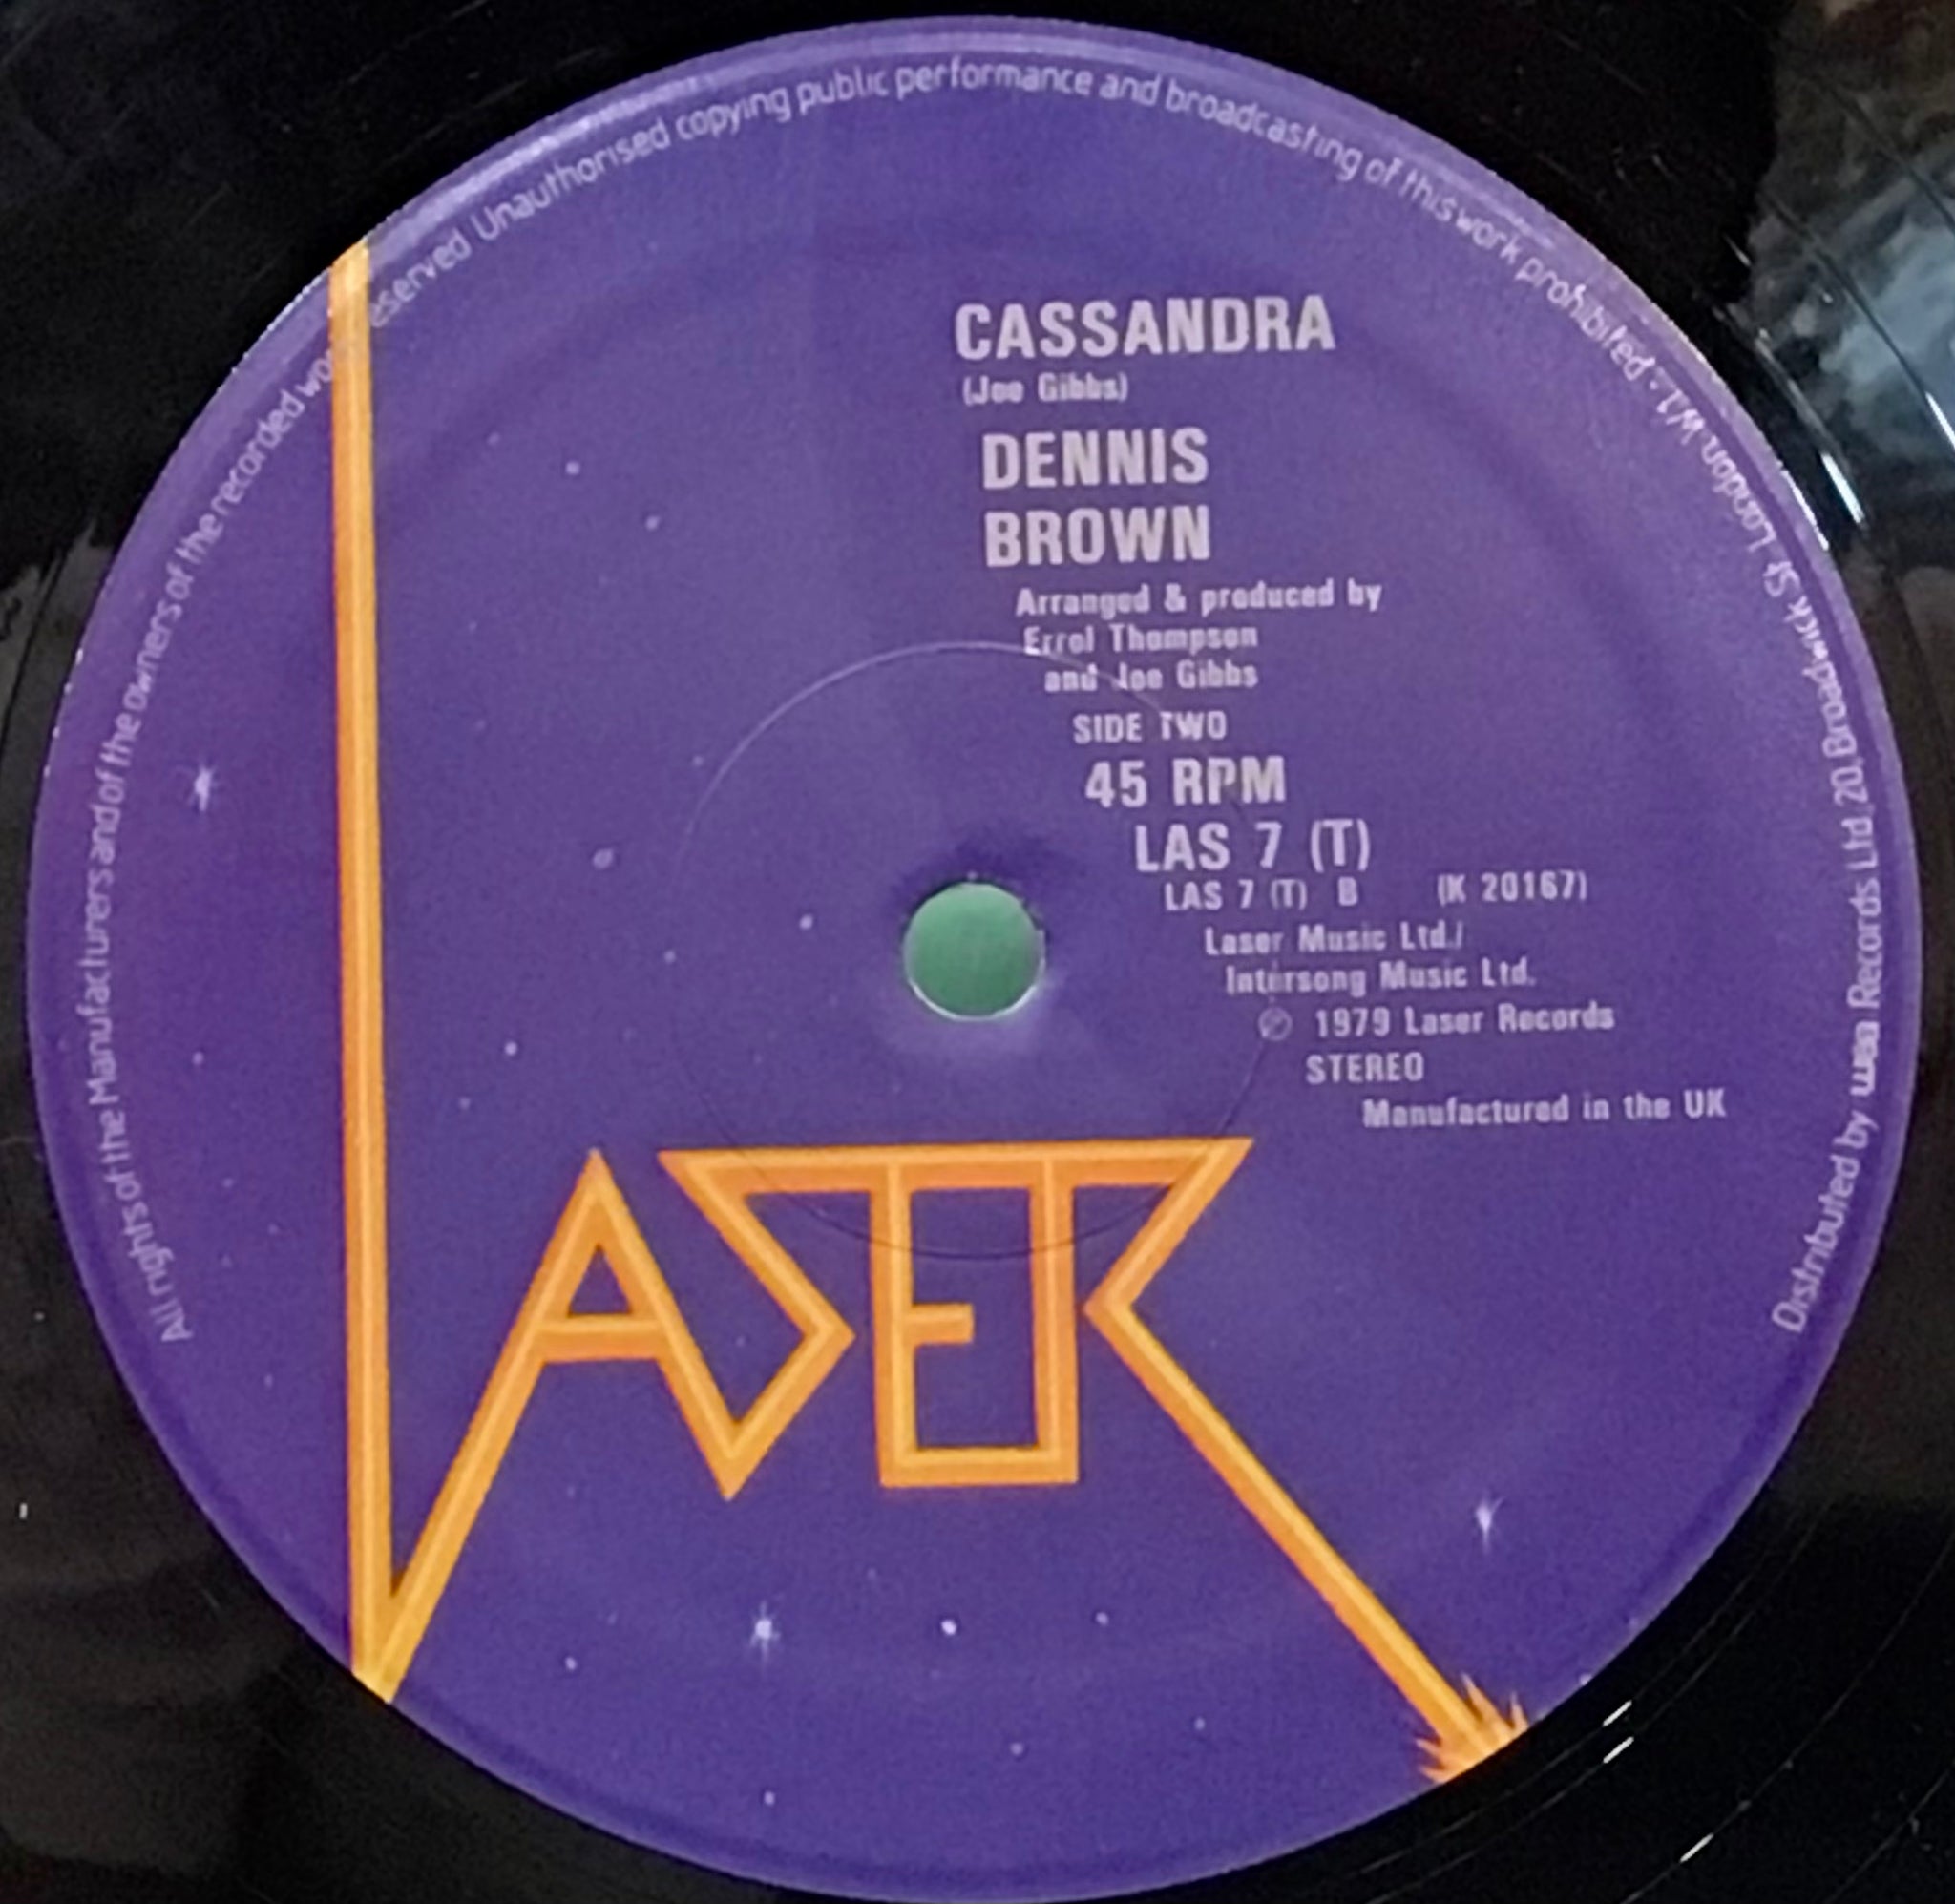 All rights of the Manufacturers and of the Owners of the recorded wo eserved Unauthorised copying public performance and broadcasting of this work prohibited.
Distributed by wea Records Ltd, 20, Broadwick St. London W1.
CASSANDRA
(Joe Gibbs)
DENNIS
BROWN
Arranged & produced by
Errol Thompson
and Joe Gibbs
SIDE TWO
45 RPM
LAS 7 (T)
LAS 7 (T) B (K 20167)
Laser Music Ltd./
Intersong Music Ltd.
℗ 1979 Laser Records
STEREO
Manufactured in the UK
LASER